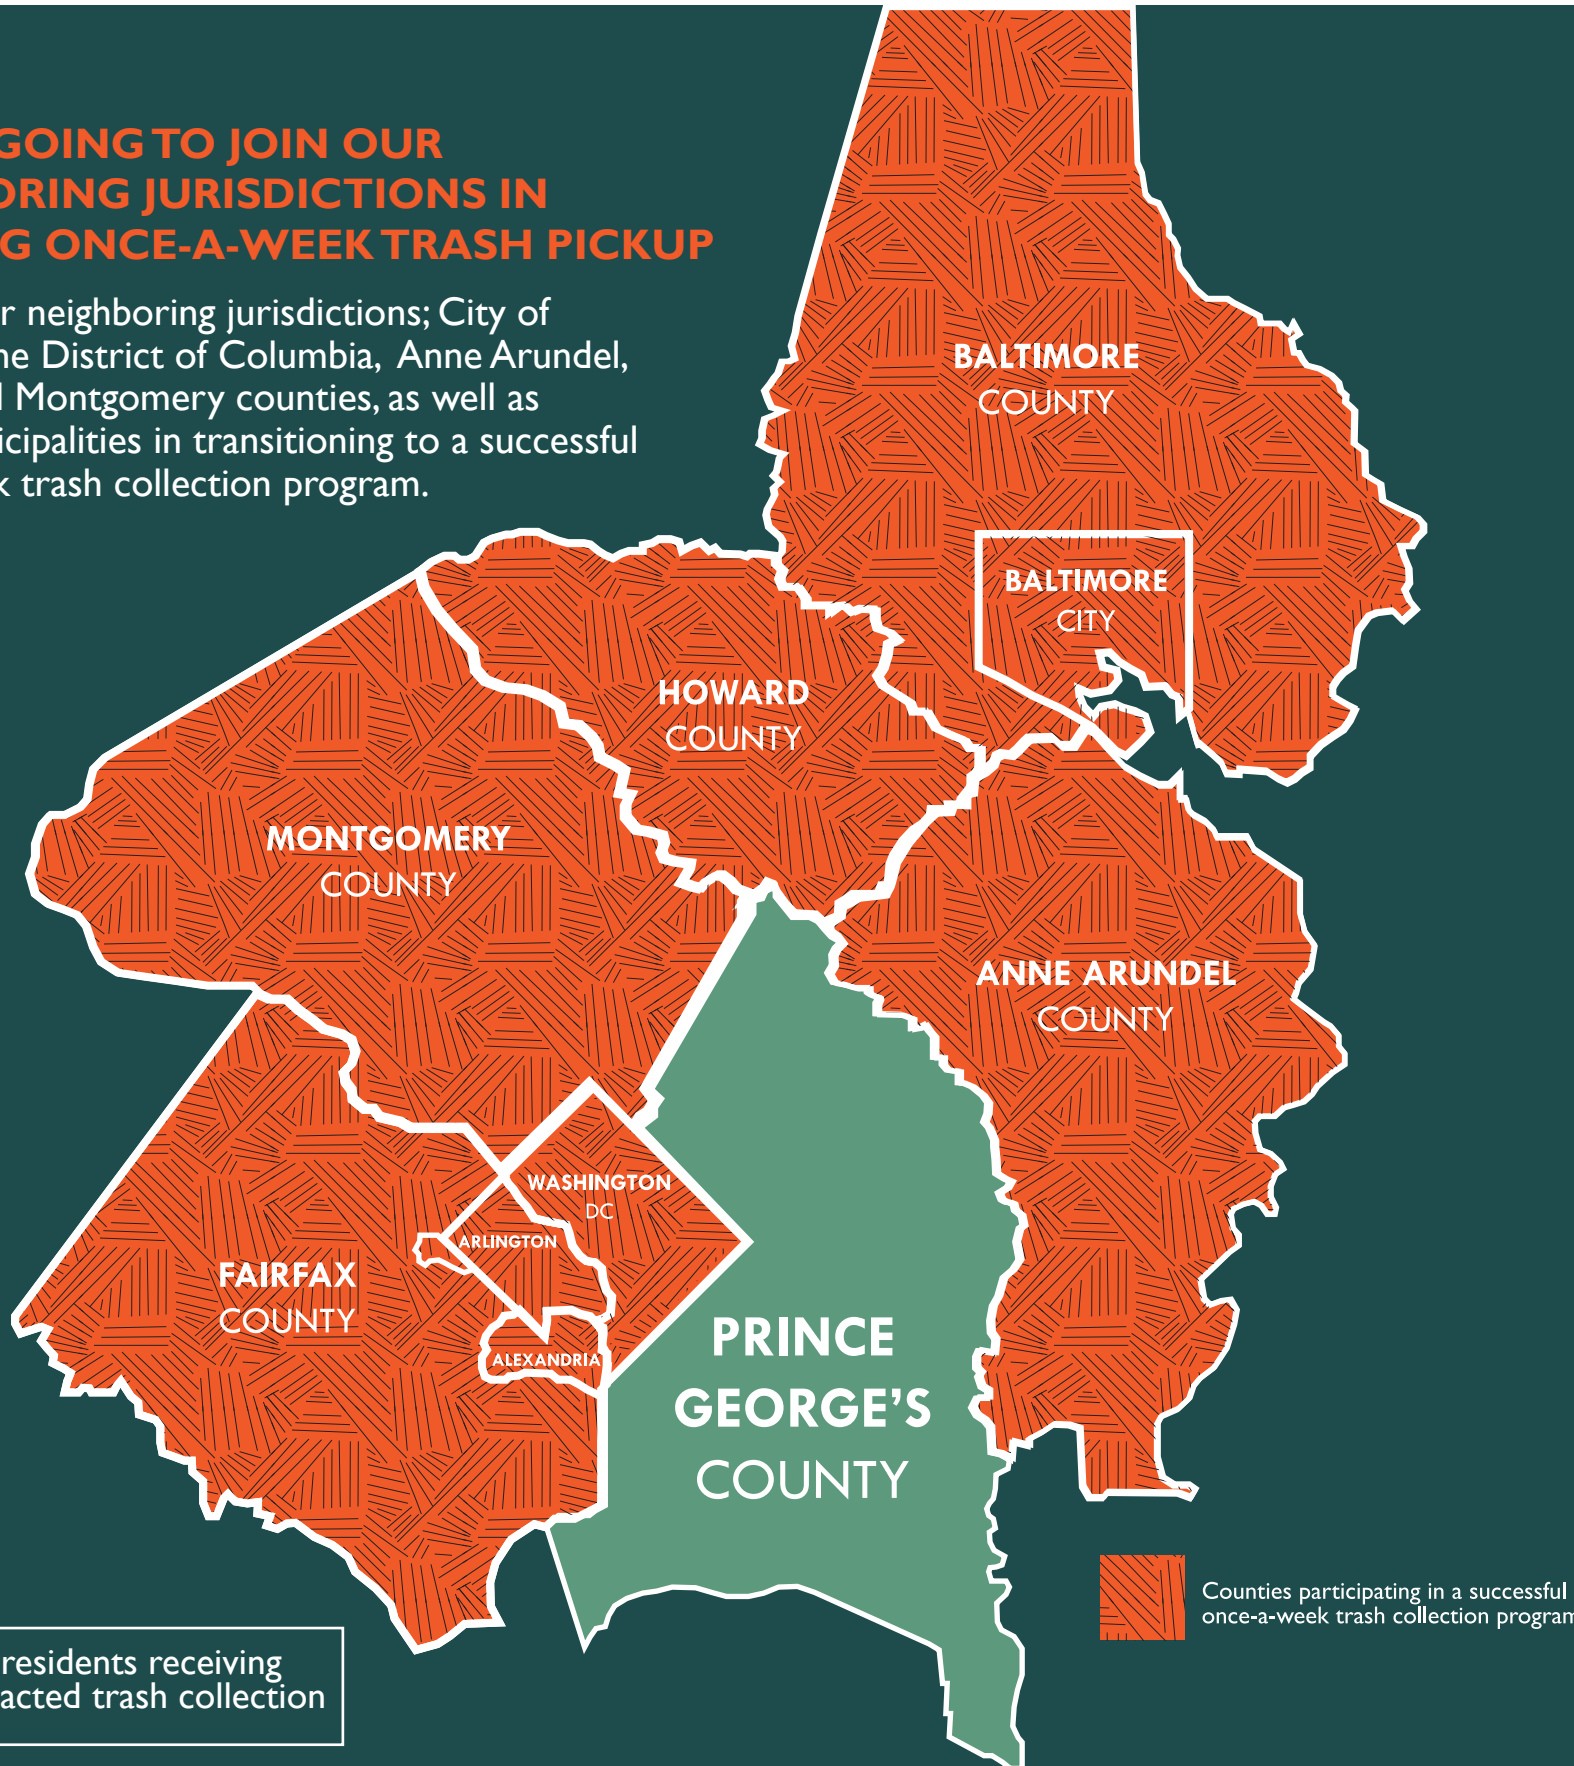 GOING TO JOIN OUR
ORING JURISDICTIONS IN
G ONCE-A-WEEK TRASH PICKUP
r neighboring jurisdictions; City of
ne District of Columbia, Anne Arundel,
Montgomery counties, as well as
icipalities in transitioning to a successful
k trash collection program.
BALTIMORE
COUNTY
BALTIMORE
CITY
HOWARD
COUNTY
MONTGOMERY
COUNTY
ANNE ARUNDEL
COUNTY
WASHINGTON
DC
ARLINGTON
FAIRFAX
COUNTY
ALEXANDRIA
PRINCE
GEORGE'S
COUNTY
Counties participating in a successful
once-a-week trash collection program
residents receiving
acted trash collection